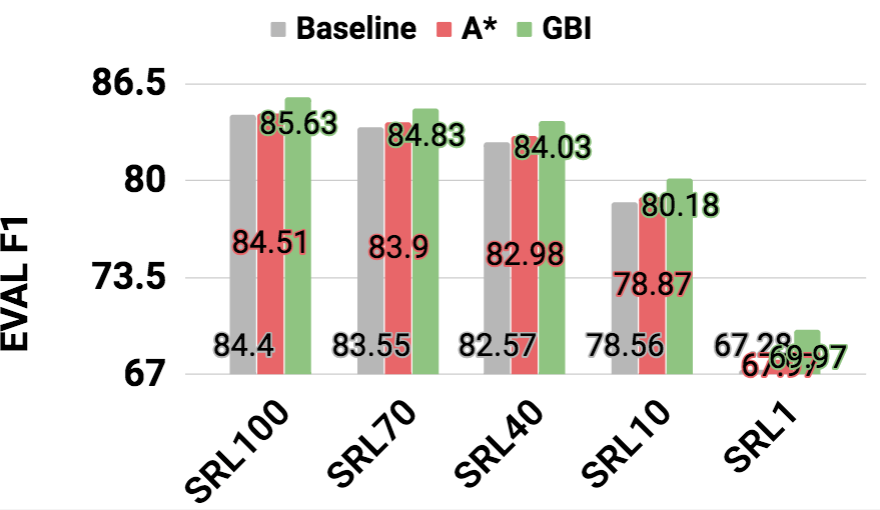 Baseline A* GBI
EVAL F1
86.5
80
73.5
67
85.63
84.83
84.03
80.18
84.51
83.9
82.98
78.87
84.4
83.55
82.57
78.56
67.28
67.97
69.97
SRL100
SRL70
SRL40
SRL10
SRL1